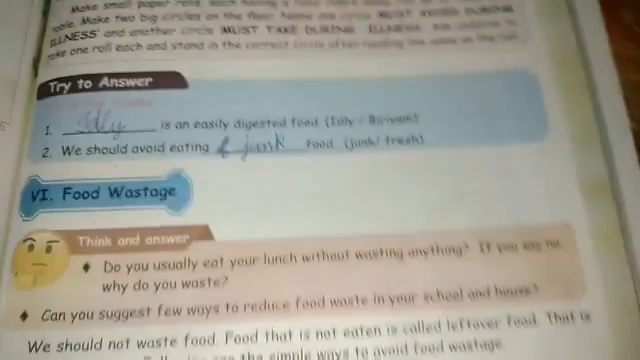 Make small paper rolls
table. Make two big circles on the floor. Name one circle MUST AVOID DURING
ILLNESS' and another circle MUST TAKE DURING ILLNESS.
take one roll each and stand in the correct circle after reading the name on the
Try to Answer
1. Idly is an easily digested food. (Idly / Biriyani)
2. We should avoid eating junk food. (junk/ fresh)
VI. Food Wastage
Think and answer
♦ Do you usually eat your lunch without wasting anything? If you say no,
why do you waste?
♦ Can you suggest few ways to reduce food waste in your school and house?
We should not waste food. Food that is not eaten is called leftover food. That is
the simple ways to avoid food wastage.